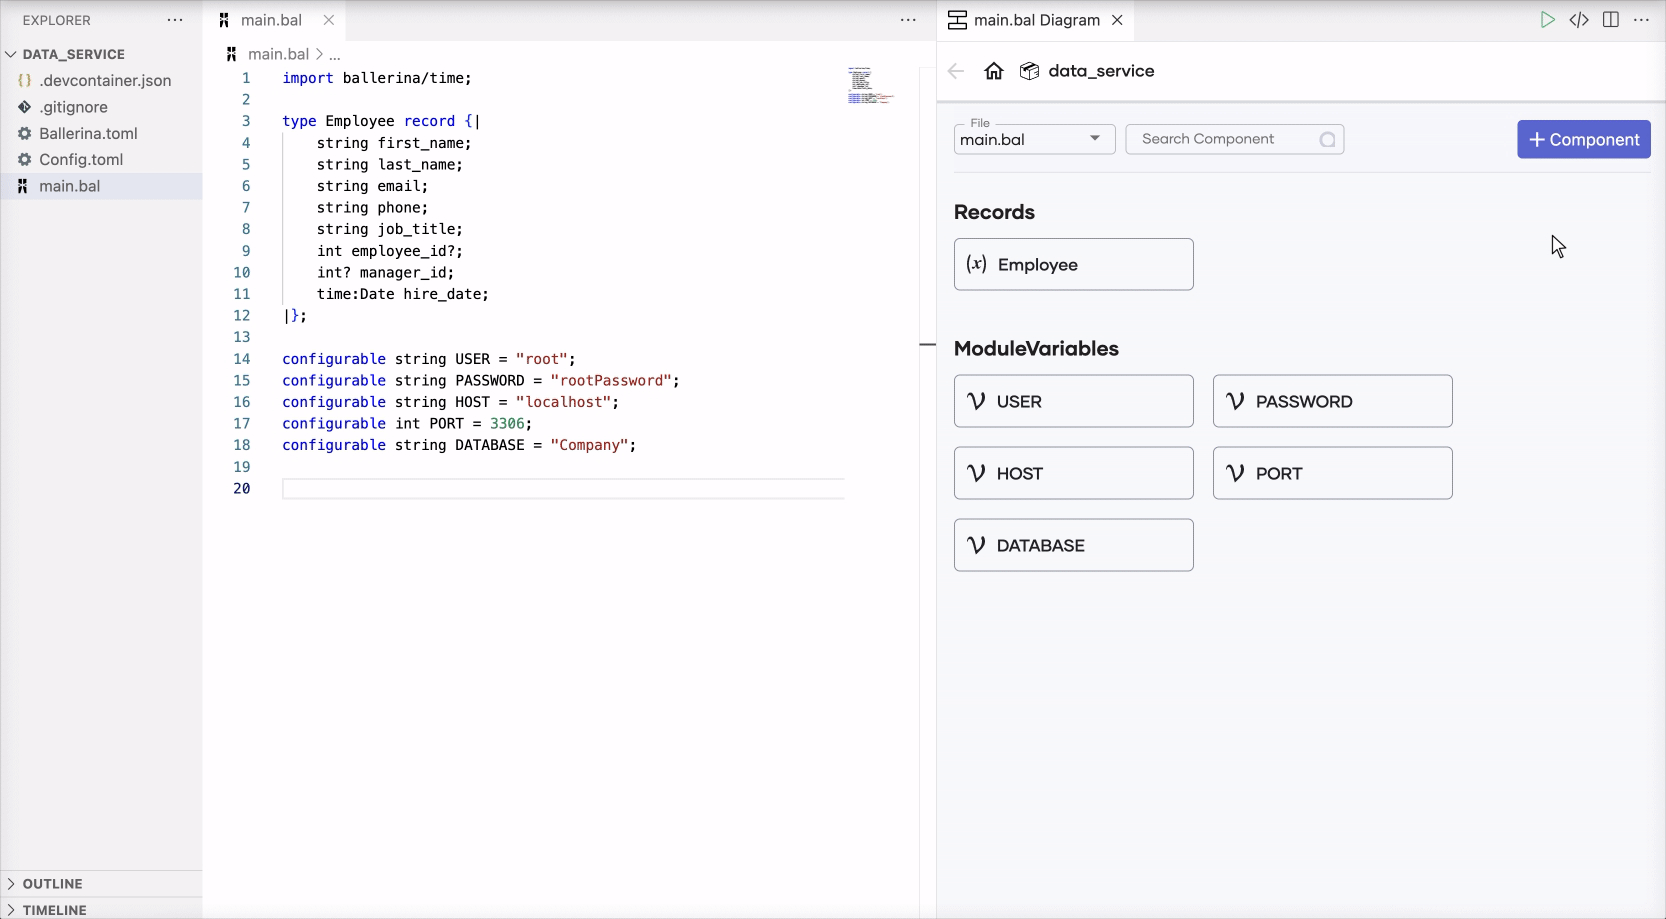 EXPLORER
DATA_SERVICE
{} .devcontainer.json
.gitignore
Ballerina.toml
Config.toml
main.bal
OUTLINE
TIMELINE
main.bal
main.bal > ...
1 import ballerina/time;
2
3 type Employee record {|
4 string first_name;
5 string last_name;
6 string email;
7 string phone;
8 string job_title;
9 int employee_id?;
10 int? manager_id;
11 time:Date hire_date;
12 |};
13
14 configurable string USER = "root";
15 configurable string PASSWORD = "rootPassword";
16 configurable string HOST = "localhost";
17 configurable int PORT = 3306;
18 configurable string DATABASE = "Company";
19
20
main.bal Diagram
data_service
File
main.bal
Search Component
+ Component
Records
(x) Employee
ModuleVariables
USER
PASSWORD
HOST
PORT
DATABASE